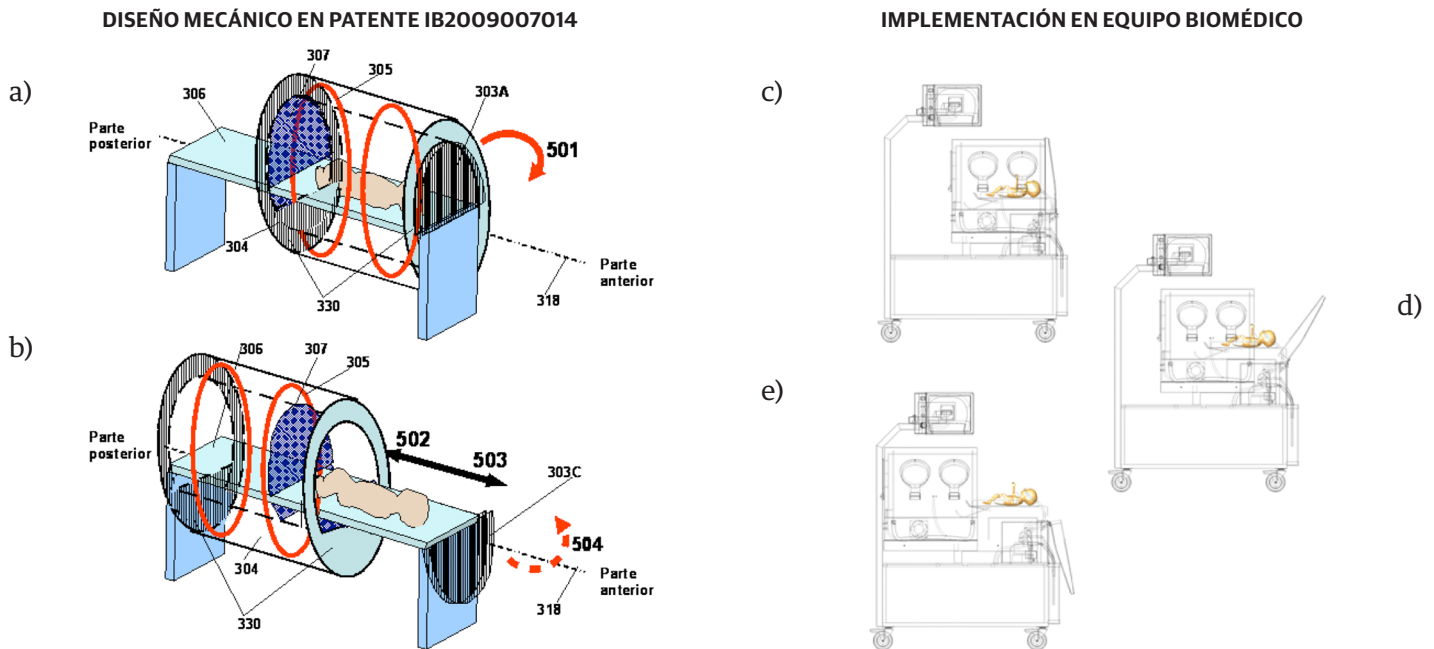 DISEÑO MECÁNICO EN PATENTE IB2009007014
IMPLEMENTACIÓN EN EQUIPO BIOMÉDICO
a)
307
305
306
303A
Parte
posterior
501
304
330
Parte
anterior
318
b)
306
307
305
Parte
posterior
502
503
303C
504
304
Parte
anterior
330
318
c)
d)
e)